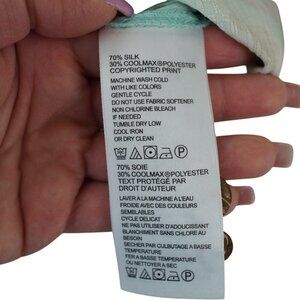 70% SILK
30% COOLMAX®POLYESTER
COPYRIGHTED PRINT
MACHINE WASH COLD
WITH LIKE COLORS
GENTLE CYCLE
DO NOT USE FABRIC SOFTENER
NON CHLORINE BLEACH
IF NEEDED
TUMBLE DRY LOW
COOL IRON
OR DRY CLEAN
70% SOIE
30% COOLMAX®POLYESTER
TEXT PROTÉGÉ PAR
DROIT D'AUTEUR
LAVER A LA MACHINE A L'EAU
FROIDE AVEC DES COULEURS
SEMBLABLES
CYCLE DELICAT
NE PAS UTILISER D'ADOUCISSANT
BLANCHIMENT SANS CHLORE AU
BESOIN
SECHER PAR CULBUTAGE A BASSE
TEMPERATURE
FER A BASSE TEMPERATURE
OU NETTOYER A SEC